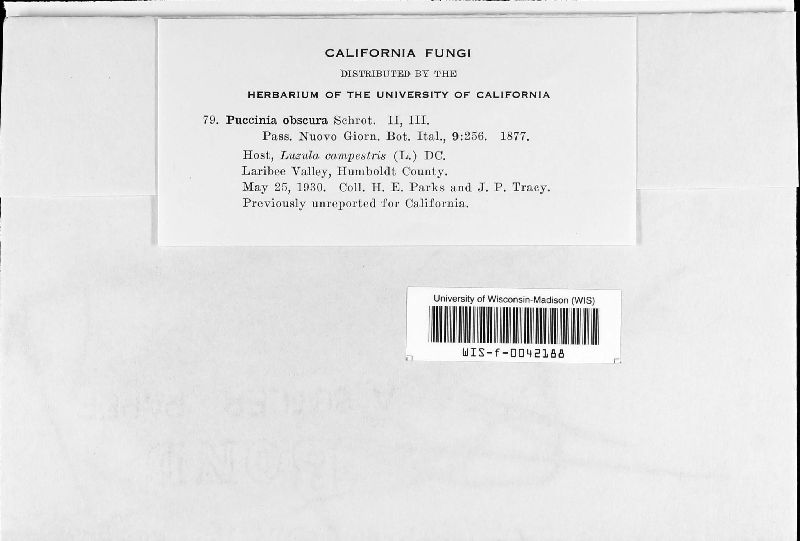 CALIFORNIA FUNGI
DISTRIBUTED BY THE
HERBARIUM OF THE UNIVERSITY OF CALIFORNIA
79. Puccinia obscura Schrot. II, III.
Pass. Nuovo Giorn. Bot. Ital., 9:256. 1877.
Host, Luzula campestris (L.) DC.
Laribee Valley, Humboldt County.
May 25, 1930. Coll. H. E. Parks and J. P. Tracy.
Previously unreported for California.
University of Wisconsin-Madison (WIS)
WIS-f-0042188